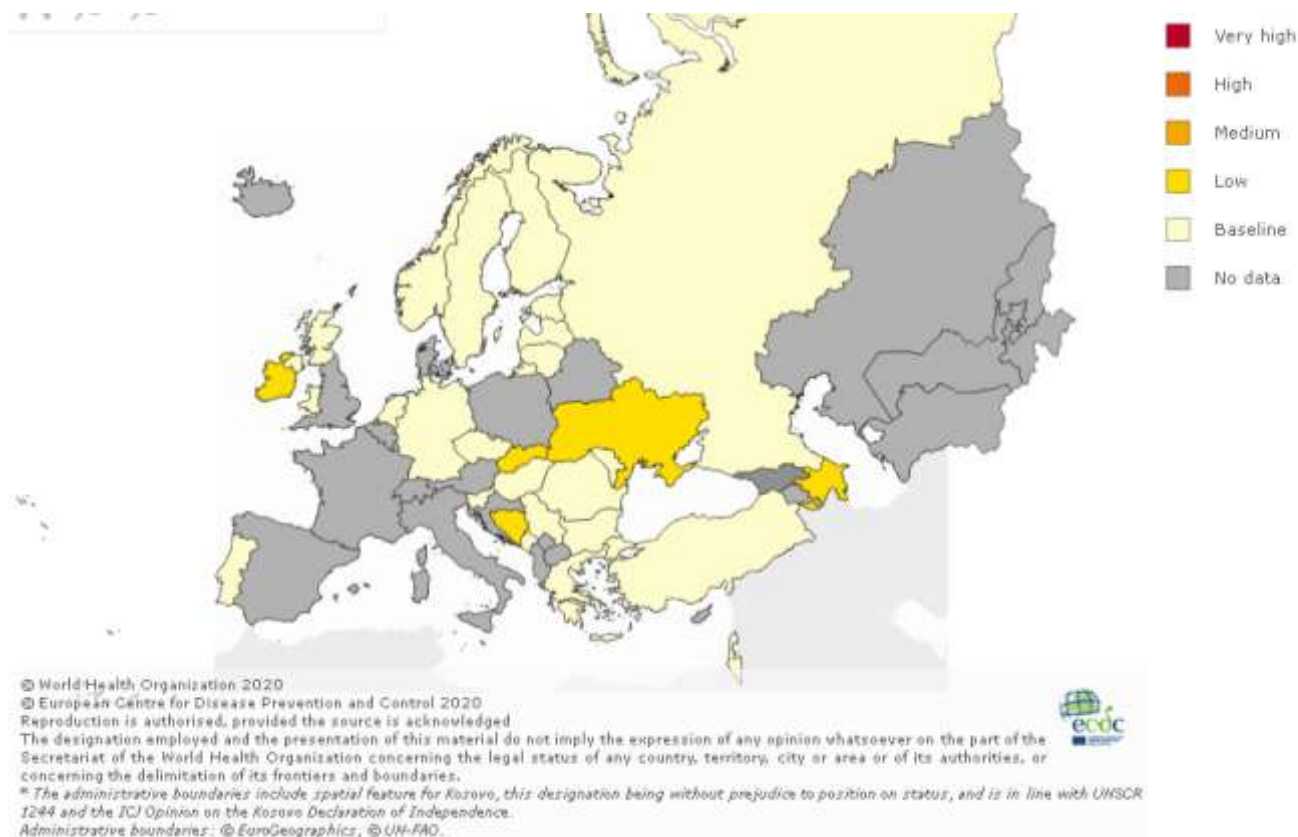 Very high
High
Medium
Low
Baseline
No data
© World Health Organization 2020
© European Centre for Disease Prevention and Control 2020
Reproduction is authorised, provided the source is acknowledged
The designation employed and the presentation of this material do not imply the expression of any opinion whatsoever on the part of the
Secretariat of the World Health Organization concerning the legal status of any country, territory, city or area or of its authorities, or
concerning the delimitation of its frontiers and boundaries.
* The administrative boundaries include spatial feature for Kosovo, this designation being without prejudice to position on status, and is in line with UNSCR
1244 and the ICJ Opinion on the Kosovo Declaration of Independence.
Administrative boundaries: © EuroGeographics, © UN-FAO.
ecdc